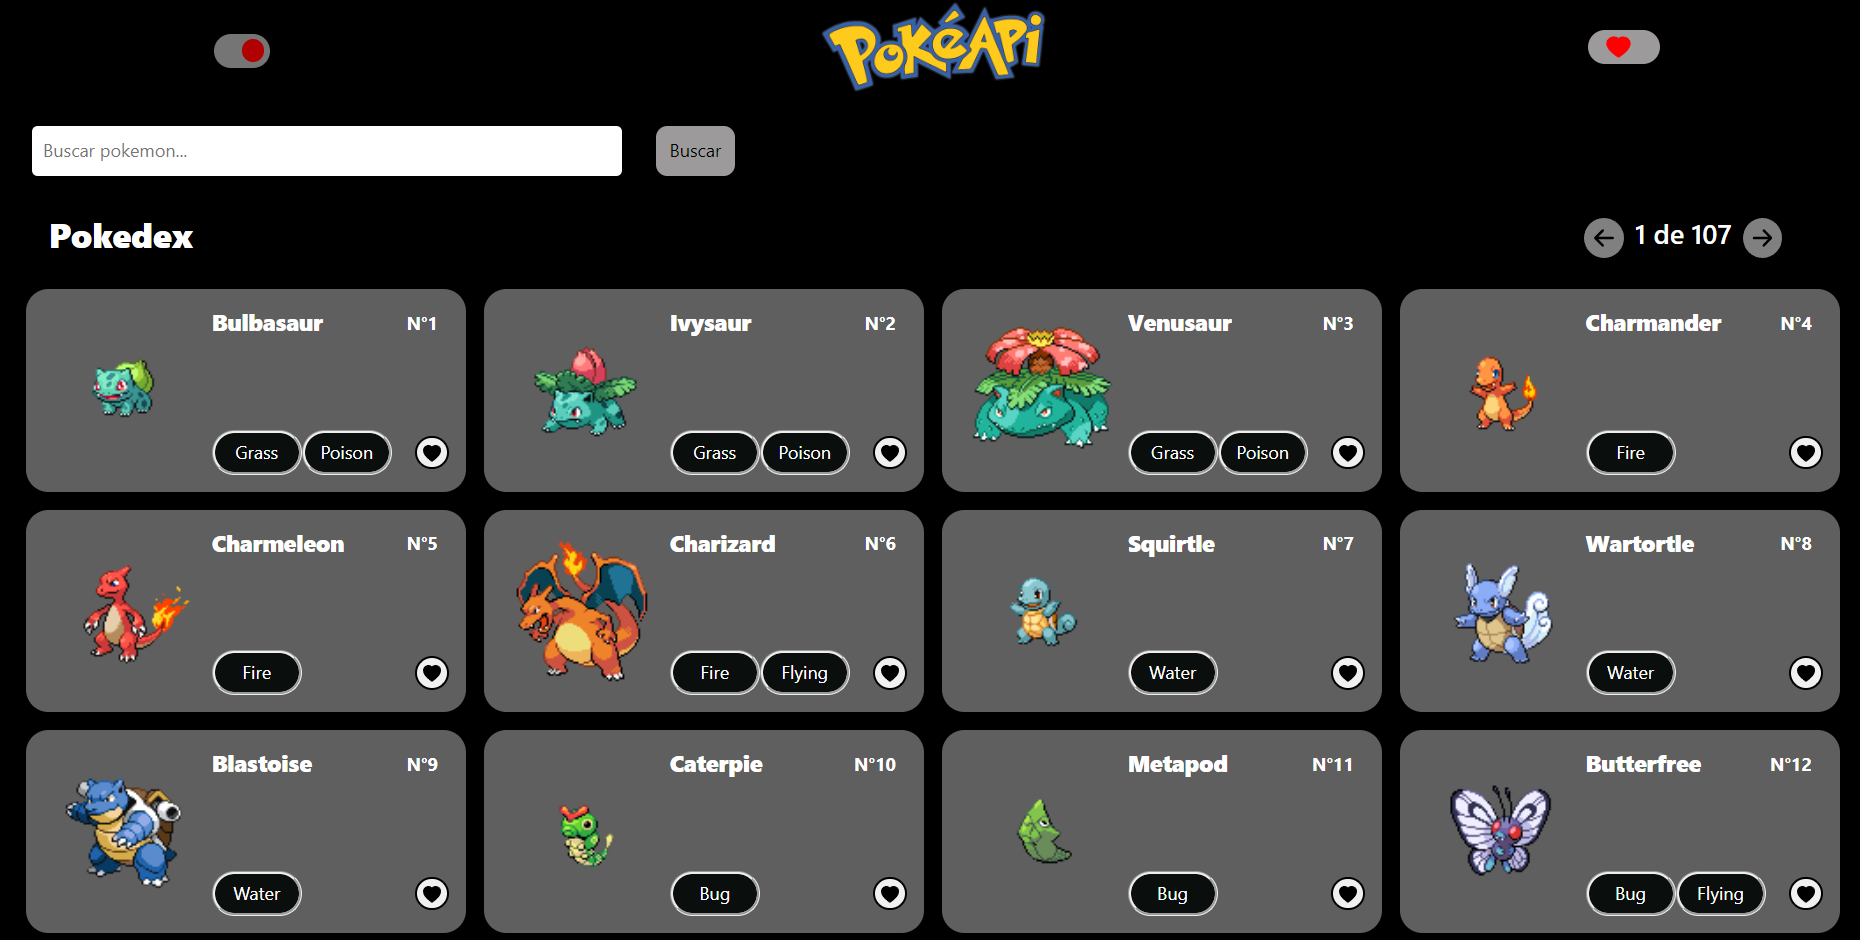 PokéApi
Buscar pokemon...
Buscar
Pokedex
1 de 107
Bulbasaur N°1
Grass Poison
Ivysaur N°2
Grass Poison
Venusaur N°3
Grass Poison
Charmander N°4
Fire
Charmeleon N°5
Fire
Charizard N°6
Fire Flying
Squirtle N°7
Water
Wartortle N°8
Water
Blastoise N°9
Water
Caterpie N°10
Bug
Metapod N°11
Bug
Butterfree N°12
Bug Flying